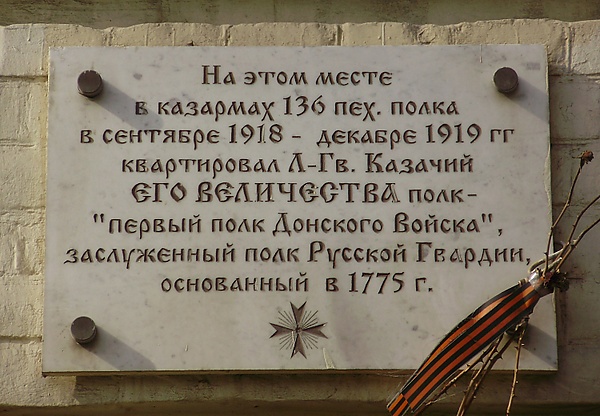 На этом месте
в казармах 136 пех. полка
в сентябре 1918 - декабре 1919 гг
квартировал Л-Гв. Казачий
ЕГО ВЕЛИЧЕСТВА полк-
"первый полк Донского Войска",
заслуженный полк Русской Гвардии,
основанный в 1775 г.